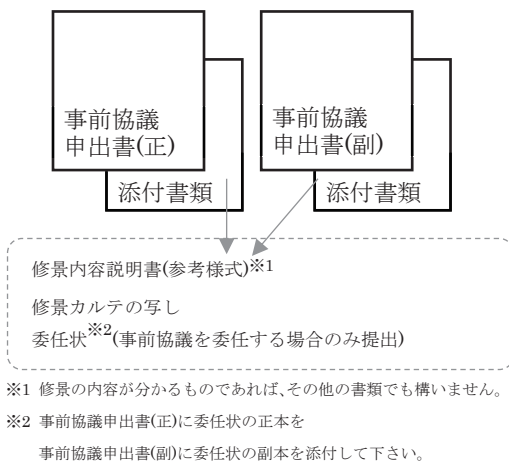 事前協議
申出書(正)
添付書類
事前協議
申出書(副)
添付書類
修景内容説明書(参考様式)※1
修景カルテの写し
委任状※2(事前協議を委任する場合のみ提出)
※1 修景の内容が分かるものであれば、その他の書類でも構いません。
※2 事前協議申出書(正)に委任状の正本を
事前協議申出書(副)に委任状の副本を添付して下さい。